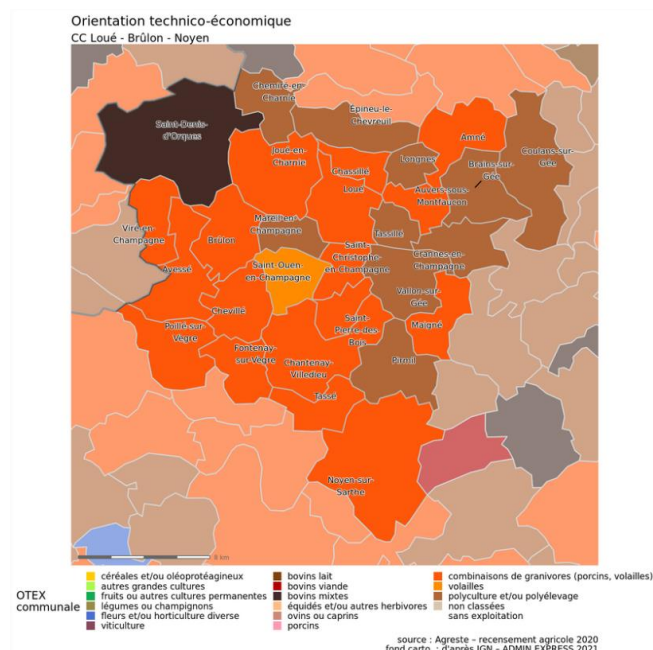 Orientation technico-économique
CC Loué - Brûlon - Noyen
Chemiré-en-
Charnie
Épineu-le-
Chevreuil
Saint-Denis-
d'Orques
Amné
Coulans-sur-
Gée
Joué-en-
Charnie
Longnes
Brains-sur-
Gée
Chassillé
Loué
Auvers-sous-
Montfaucon
Viré-en-
Champagne
Brûlon
Mareil-en-
Champagne
Tassillé
Saint-
Christophe-
en-Champagne
Crannes-en-
Champagne
Avessé
Saint-Ouen-
en-Champagne
Vallon-sur-
Gée
Chevillé
Saint-
Pierre-des-
Bois
Maigné
Poillé-sur-
Vègre
Fontenay-
sur-Vègre
Chantenay-
Villedieu
Pirmil
Tassé
Noyen-sur-
Sarthe
8 km
OTEX
communale
céréales et/ou oléoprotéagineux
autres grandes cultures
fruits ou autres cultures permanentes
légumes ou champignons
fleurs et/ou horticulture diverse
viticulture
bovins lait
bovins viande
bovins mixtes
équidés et/ou autres herbivores
ovins ou caprins
porcins
combinaisons de granivores (porcins, volailles)
volailles
polyculture et/ou polyélevage
non classées
sans exploitation
source : Agreste - recensement agricole 2020
fond carto. : d'après IGN - ADMIN EXPRESS 2021